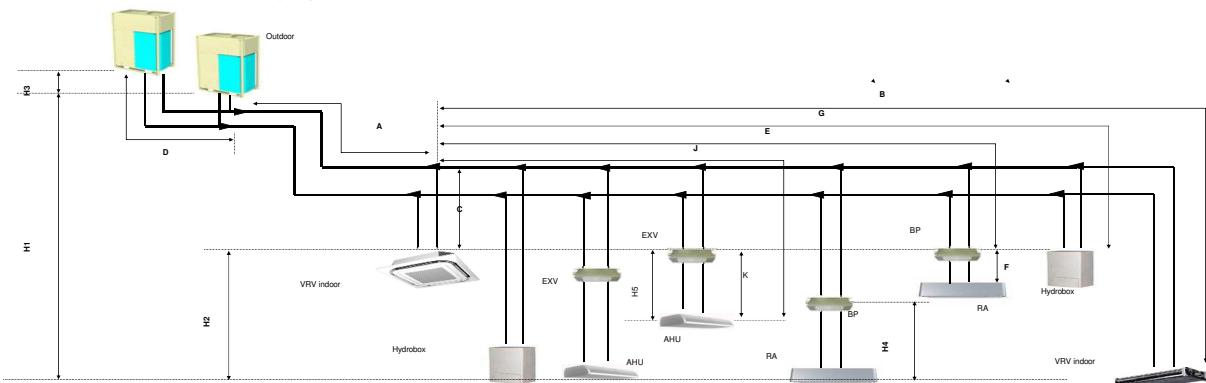 Outdoor
H3
B
G
A
E
J
D
C
H1
BP
EXV
F
K
H5
EXV
VRV indoor
Hydrobox
RA
BP
H2
AHU
H4
Hydrobox
RA
AHU
VRV indoor